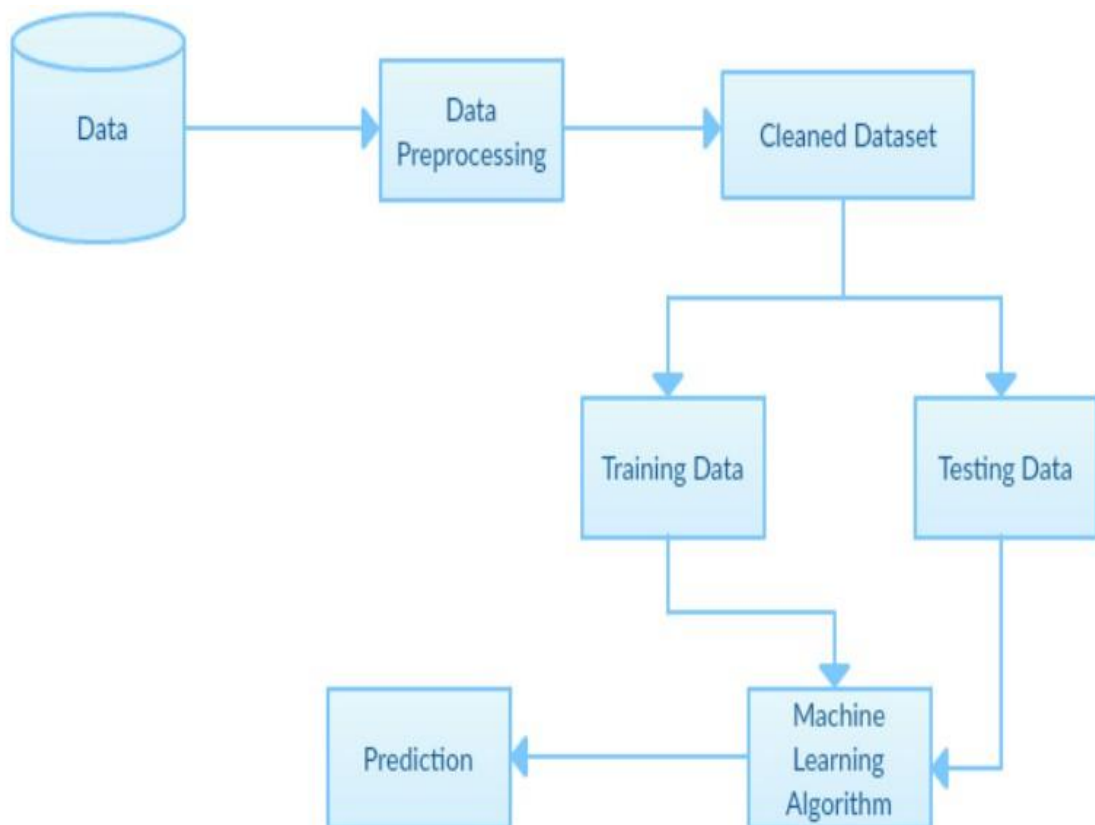 Data
Data
Preprocessing
Cleaned Dataset
Training Data
Testing Data
Machine
Learning
Algorithm
Prediction